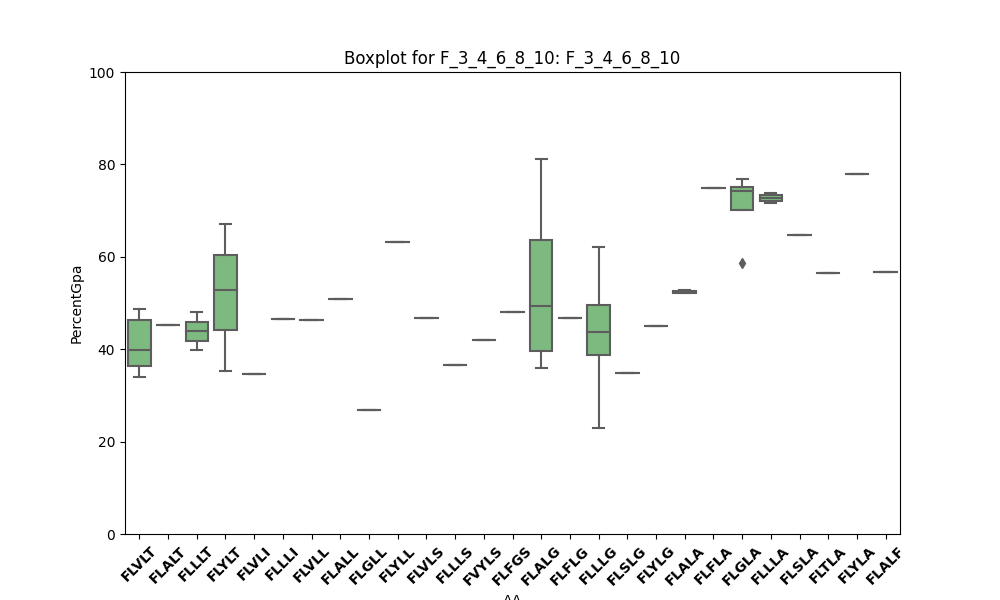 Boxplot for F_3_4_6_8_10: F_3_4_6_8_10
100
80
60
40
20
0
PercentGpa
FLVLT
FLALT
FLLLT
FLYLT
FLVLI
FLLLI
FLVLL
FLALL
FLGLL
FLYLL
FLVLS
FLLLS
FVYLS
FLFGS
FLALG
FLFLG
FLLLG
FLSLG
FLYLG
FLALA
FLFLA
FLGLA
FLLLA
FLSLA
FLTLA
FLYLA
FLALF
AA